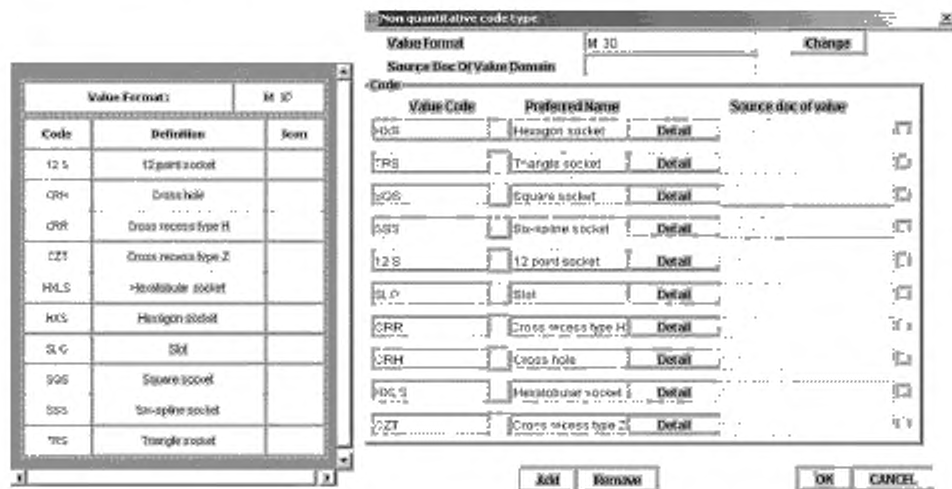 Value Format:
Code Definition Icon
12 S 12 point socket
CRH Cross hole
CRR Cross recess type H
CZT Cross recess type Z
HXLS Hexalobular socket
HXS Hexagon socket
Slot
SQS Square socket
SSS Six-spline socket
TRS Triangle socket
Non quantitative code type
Value Format M 30 Change
Source Doc Of Value Domain
Code
Value Code Preferred Name Source doc of value
HXS Hexagon socket Detail
TRS Triangle socket Detail
SQS Square socket Detail
SSS Six-spline socket Detail
12 S 12 point socket Detail
Slot Detail
CRR Cross recess type H Detail
CRH Cross hole Detail
HXLS Hexalobular socket Detail
CZT Cross recess type Z Detail
Add Remove OK CANCEL